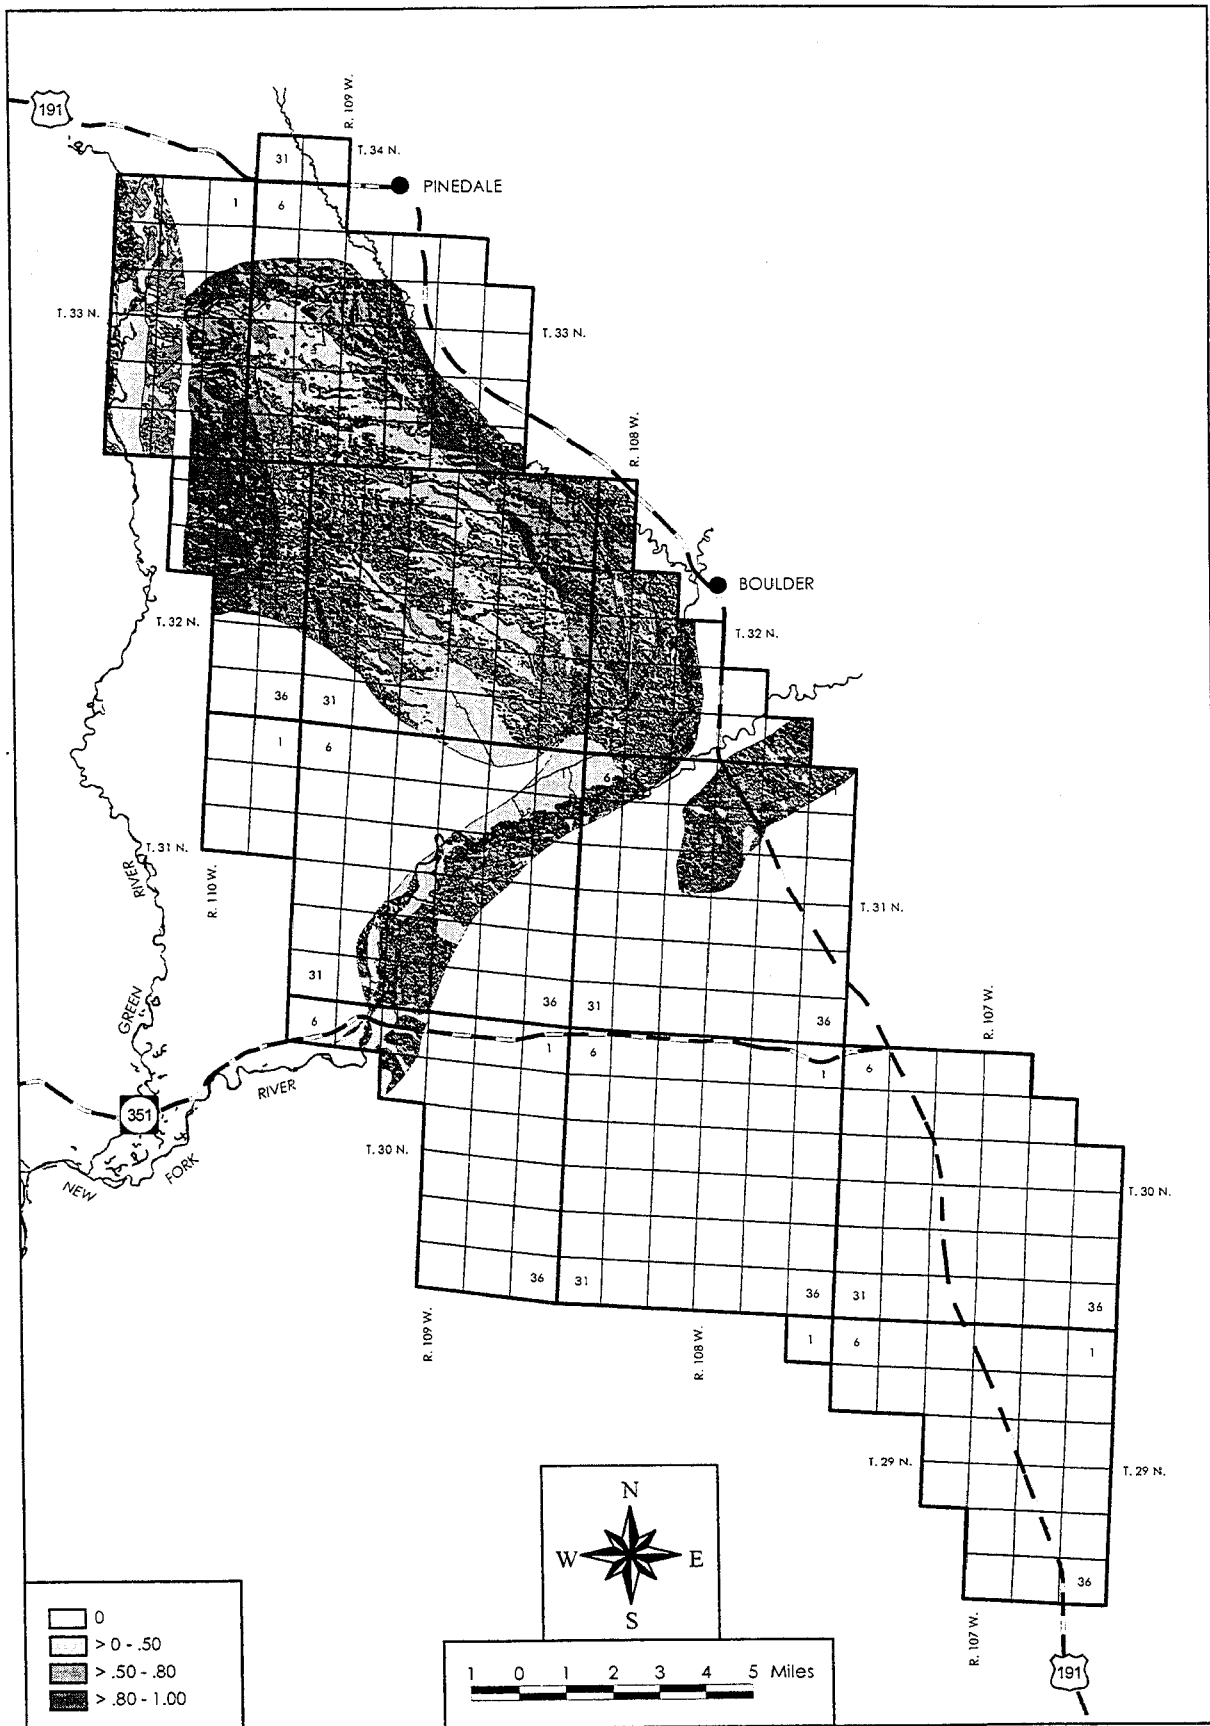 191
R. 109 W.
31
T. 34 N.
PINEDALE
1
6
T. 33 N.
T. 33 N.
R. 108 W.
BOULDER
T. 32 N.
T. 32 N.
36
31
1
6
6
1
T. 31 N.
R. 110 W.
RIVER
GREEN
T. 31 N.
31
36
31
36
6
1
6
1
6
R. 107 W.
RIVER
351
FORK
NEW
T. 30 N.
T. 30 N.
36
31
36
31
36
R. 109 W.
R. 108 W.
1
6
1
T. 29 N.
T. 29 N.
36
R. 107 W.
191
N
W E
S
0
> 0 - .50
> .50 - .80
> .80 - 1.00
1 0 1 2 3 4 5 Miles